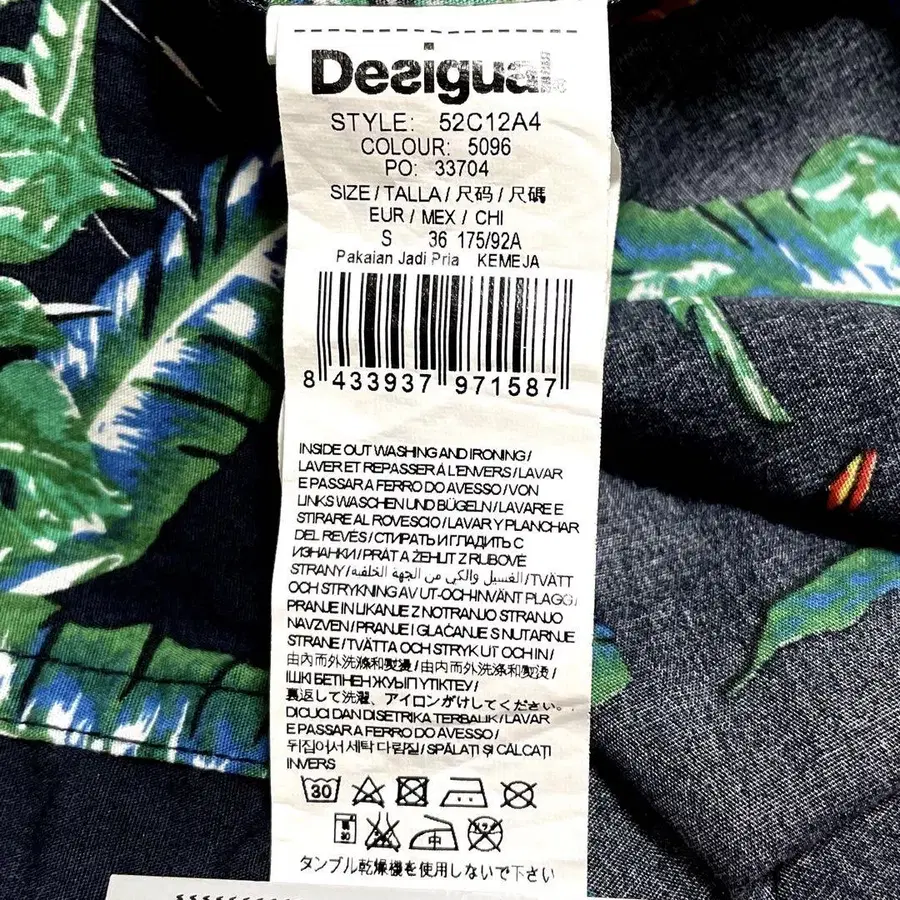 Desigual.
STYLE: 52C12A4
COLOUR: 5096
PO: 33704
SIZE / TALLA / 尺码 / 尺碼
EUR / MEX / CHI
S 36 175/92A
Pakaian Jadi Pria KEMEJA
8 433937 971587
INSIDE OUT WASHING AND IRONING /
LAVER ET REPASSER À L'ENVERS / LAVAR
E PASSAR A FERRO DO AVESSO / VON
LINKS WASCHEN UND BÜGELN / LAVARE E
STIRARE AL ROVESCIO / LAVAR Y PLANCHAR
DEL REVÉS / СТИРАТЬ И ГЛАДИТЬ С
ИЗНАНКИ / PRÁT A ŽEHLIT Z RUBOVÉ
STRANY / الغسيل والكي من الجهة الخلفية / TVÄTT
OCH STRYKNING AV UT-OCH-INVÄNT PLAGG /
PRANJE IN LIKANJE Z NOTRANJO STRANJO
NAVZVEN / PRANJE I GLAČANJE S NUTARNJE
STRANE / TVÄTTA OCH STRYK UT OCH IN /
由内而外洗滌和熨燙 / 由内而外洗滌和熨烫 /
ІШКІ БЕТІНЕН ЖУЫП ҮТІКТЕУ /
裏返して洗濯、アイロンがけしてください。
DICUCI DAN DISETRIKA TERBALIK / LAVAR
E PASSAR A FERRO DO AVESSO /
뒤집어서 세탁 다림질 / SPĂLAȚI ȘI CĂLCAȚI
INVERS
30
中
タンブル乾燥機を使用しないで下さい